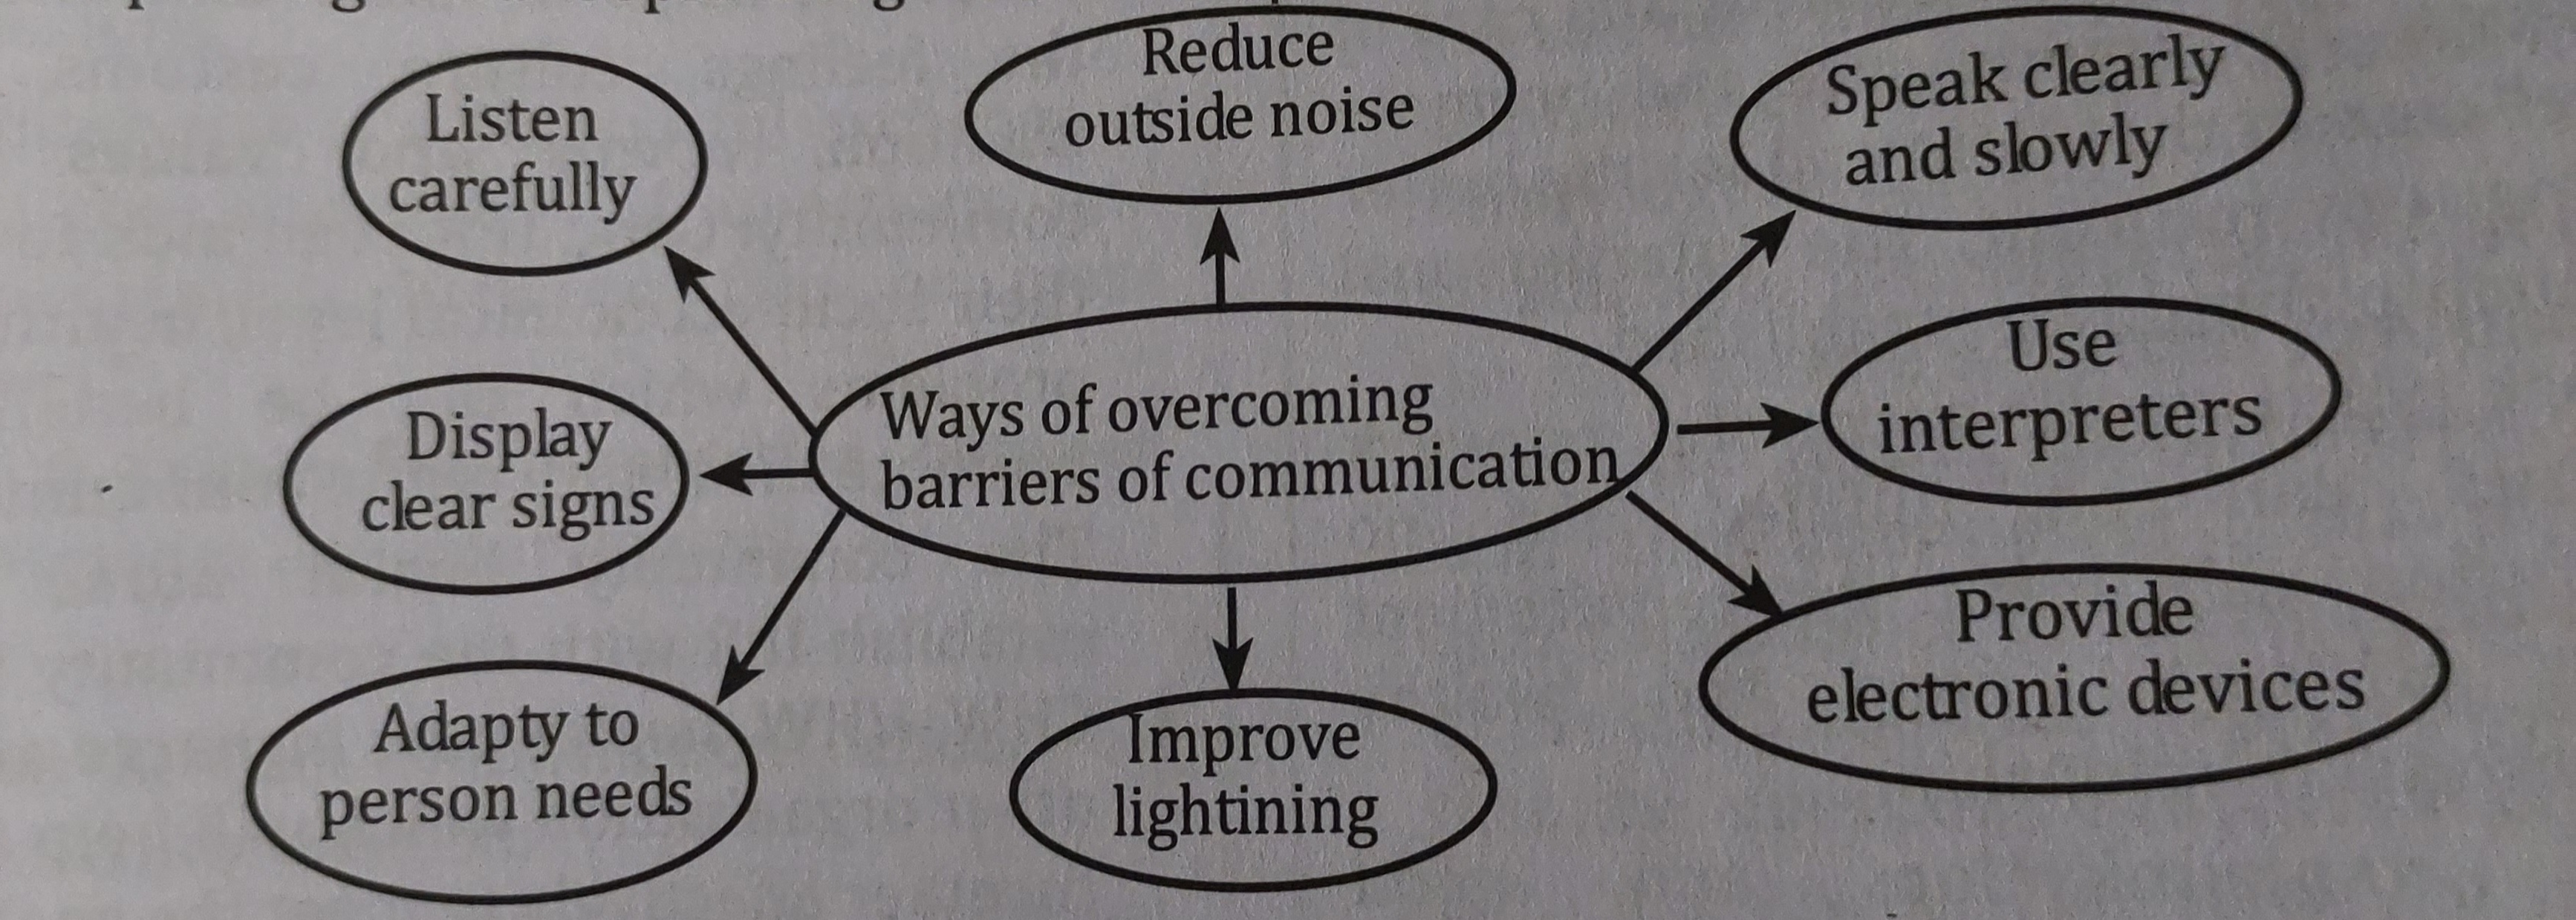 Reduce
outside noise
Speak clearly
and slowly
Listen
carefully
Use
interpreters
Ways of overcoming
barriers of communication
Display
clear signs
Provide
electronic devices
Adapty to
person needs
Improve
lightining